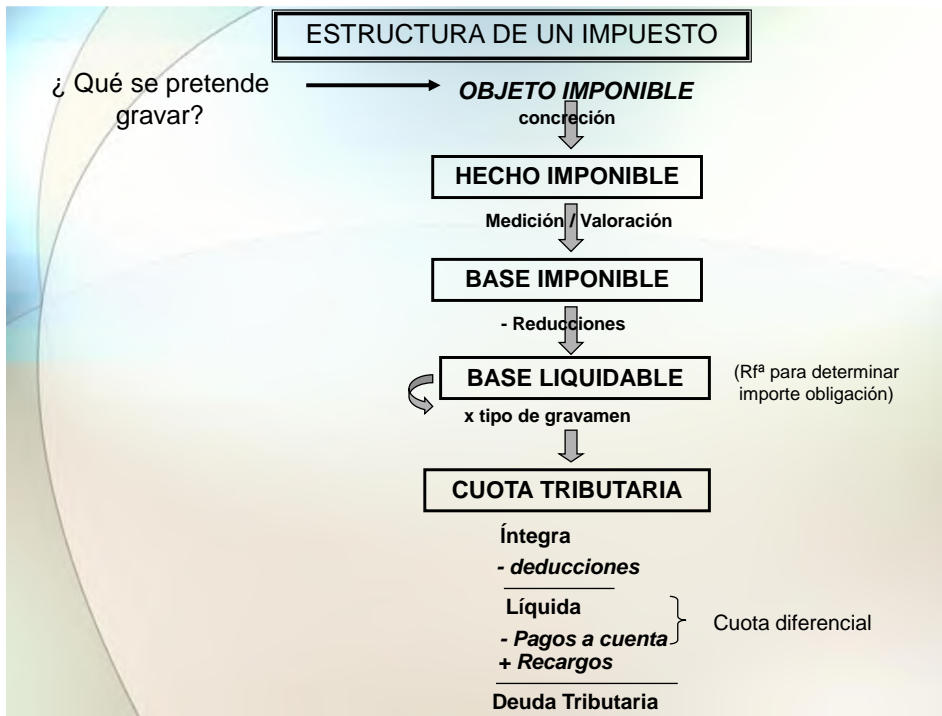 ESTRUCTURA DE UN IMPUESTO
¿ Qué se pretende
gravar?
OBJETO IMPONIBLE
concreción
HECHO IMPONIBLE
Medición / Valoración
BASE IMPONIBLE
- Reducciones
BASE LIQUIDABLE
(Rfª para determinar
importe obligación)
x tipo de gravamen
CUOTA TRIBUTARIA
Íntegra
- deducciones
Líquida
- Pagos a cuenta
Cuota diferencial
+ Recargos
Deuda Tributaria